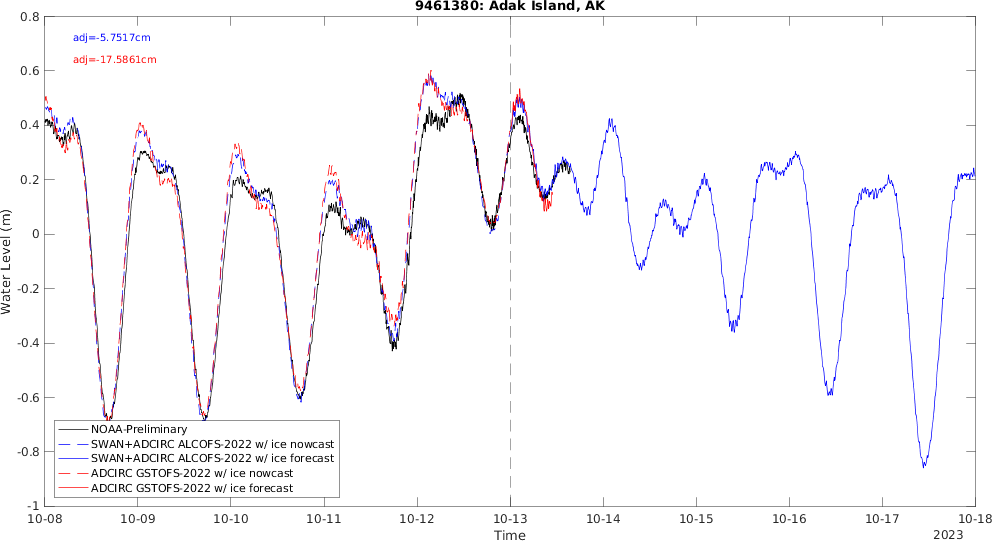 9461380: Adak Island, AK
adj=-5.7517cm
adj=-17.5861cm
0.8
0.6
0.4
0.2
0
-0.2
-0.4
-0.6
-0.8
-1
Water Level (m)
NOAA-Preliminary
SWAN+ADCIRC ALCOFS-2022 w/ ice nowcast
SWAN+ADCIRC ALCOFS-2022 w/ ice forecast
ADCIRC GSTOFS-2022 w/ ice nowcast
ADCIRC GSTOFS-2022 w/ ice forecast
10-08 10-09 10-10 10-11 10-12 10-13 10-14 10-15 10-16 10-17 10-18
Time
2023